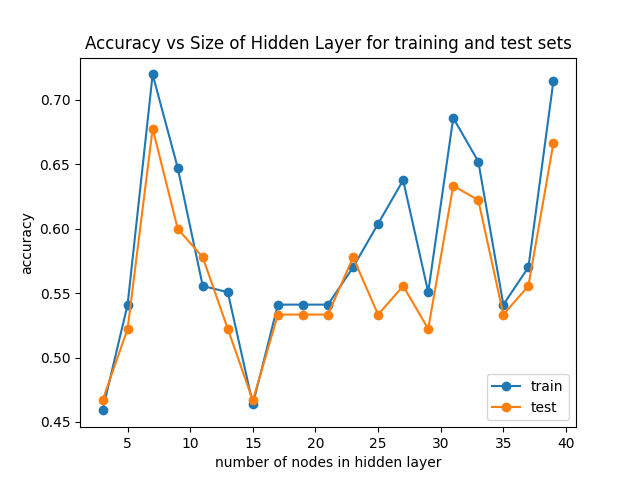 Accuracy vs Size of Hidden Layer for training and test sets
0.70
0.65
0.60
0.55
0.50
0.45
accuracy
5
10
15
20
25
30
35
40
number of nodes in hidden layer
train
test